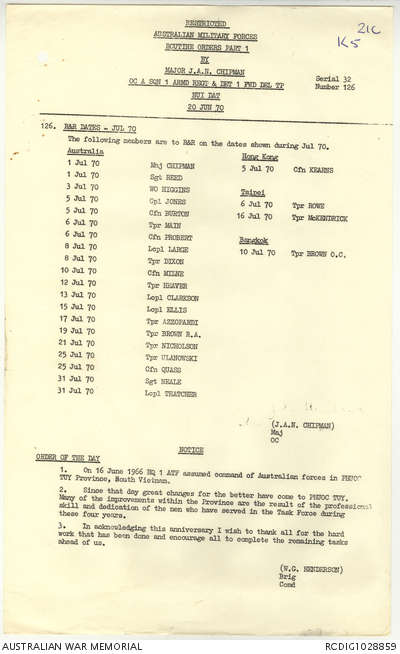 RESTRICTED
21C
AUSTRALIAN MILITARY FORCES
K5
ROUTINE ORDERS PART 1
BY
MAJOR J.A.N. CHIPMAN
Serial 32
OC A SQN 1 ARMD REGT & DET 1 FWD DEL TP
Number 126
NUI DAT
20 JUN 70
126. R&R DATES - JUL 70
The following members are to R&R on the dates shown during Jul 70.
Australia
1 Jul 70 Maj CHIPMAN
1 Jul 70 Sgt REED
3 Jul 70 WO HIGGINS
5 Jul 70 Cpl JONES
5 Jul 70 Cfn BURTON
6 Jul 70 Tpr MAIN
6 Jul 70 Cfn PROBERT
8 Jul 70 Lcpl LARGE
8 Jul 70 Tpr DIXON
10 Jul 70 Cfn MILNE
12 Jul 70 Tpr HEAVER
13 Jul 70 Lcpl CLARKSON
15 Jul 70 Lcpl ELLIS
17 Jul 70 Tpr AZZOPARDI
19 Jul 70 Tpr BROWN R.A.
21 Jul 70 Tpr NICHOLSON
25 Jul 70 Tpr ULANOWSKI
25 Jul 70 Cfn QUASS
31 Jul 70 Sgt NEALE
31 Jul 70 Lcpl THATCHER
Hong Kong
5 Jul 70 Cfn KEARNS
Taipei
6 Jul 70 Tpr ROWE
16 Jul 70 Tpr McKENDRICK
Bangkok
10 Jul 70 Tpr BROWN O.C.
(J.A.N. CHIPMAN)
Maj
OC
NOTICE
ORDER OF THE DAY
1. On 16 June 1966 HQ 1 ATF assumed command of Australian forces in PHUOC
TUY Province, South Vietnam.
2. Since that day great changes for the better have come to PHUOC TUY.
Many of the improvements within the Province are the result of the professional
skill and dedication of the men who have served in the Task Force during
these four years.
3. In acknowledging this anniversary I wish to thank all for the hard
work that has been done and encourage all to complete the remaining tasks
ahead of us.
(W.G. HENDERSON)
Brig
Comd
AUSTRALIAN WAR MEMORIAL
RCDIG1028859